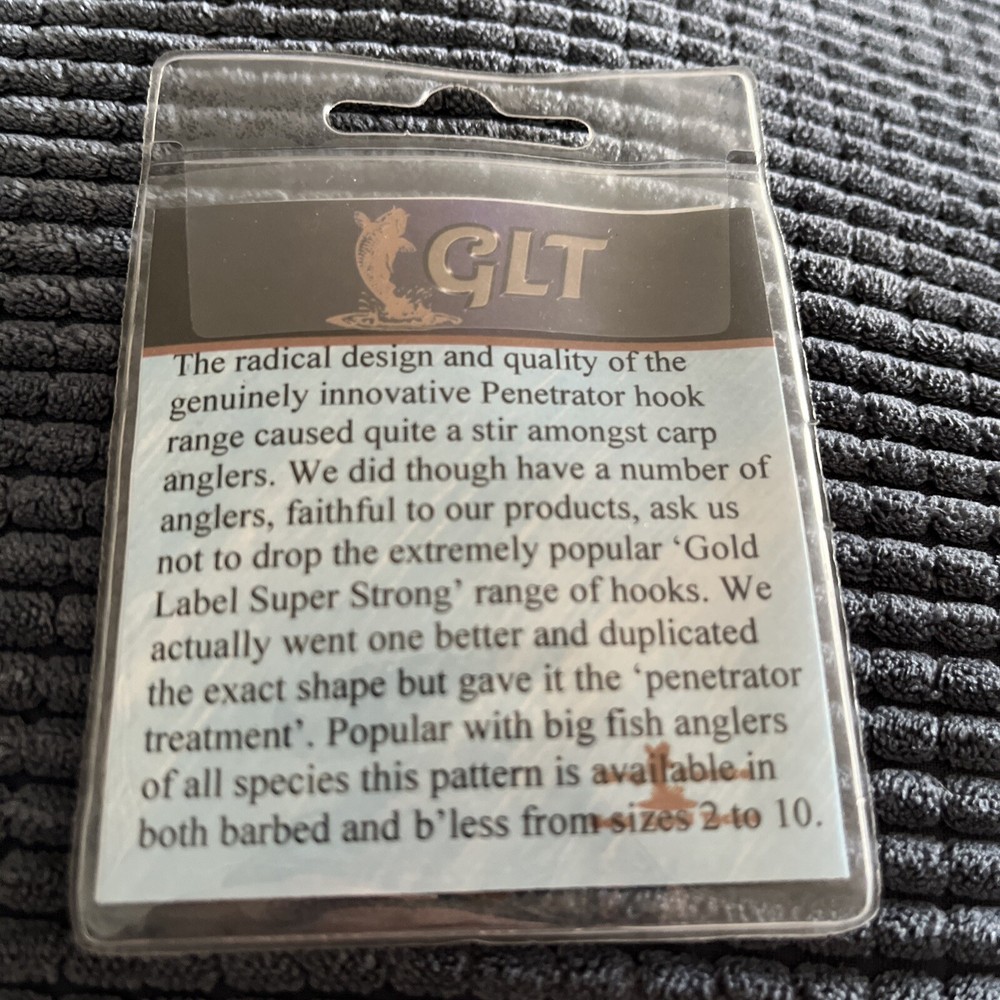 GLT
The radical design and quality of the
genuinely innovative Penetrator hook
range caused quite a stir amongst carp
anglers. We did though have a number of
anglers, faithful to our products, ask us
not to drop the extremely popular ‘Gold
Label Super Strong’ range of hooks. We
actually went one better and duplicated
the exact shape but gave it the ‘penetrator
treatment’. Popular with big fish anglers
of all species this pattern is available in
both barbed and b’less from sizes 2 to 10.